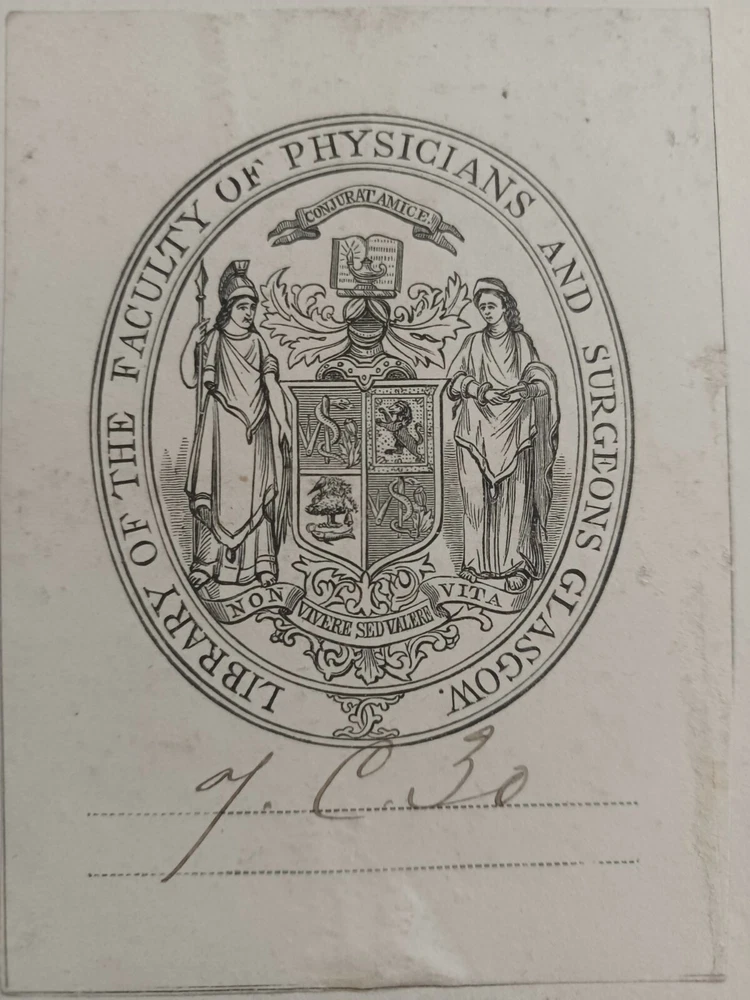 LIBRARY OF THE FACULTY OF PHYSICIANS AND SURGEONS GLASGOW.
CONJURAT AMICE.
NON VIVERE SED VALERE VITA
7. C. 30